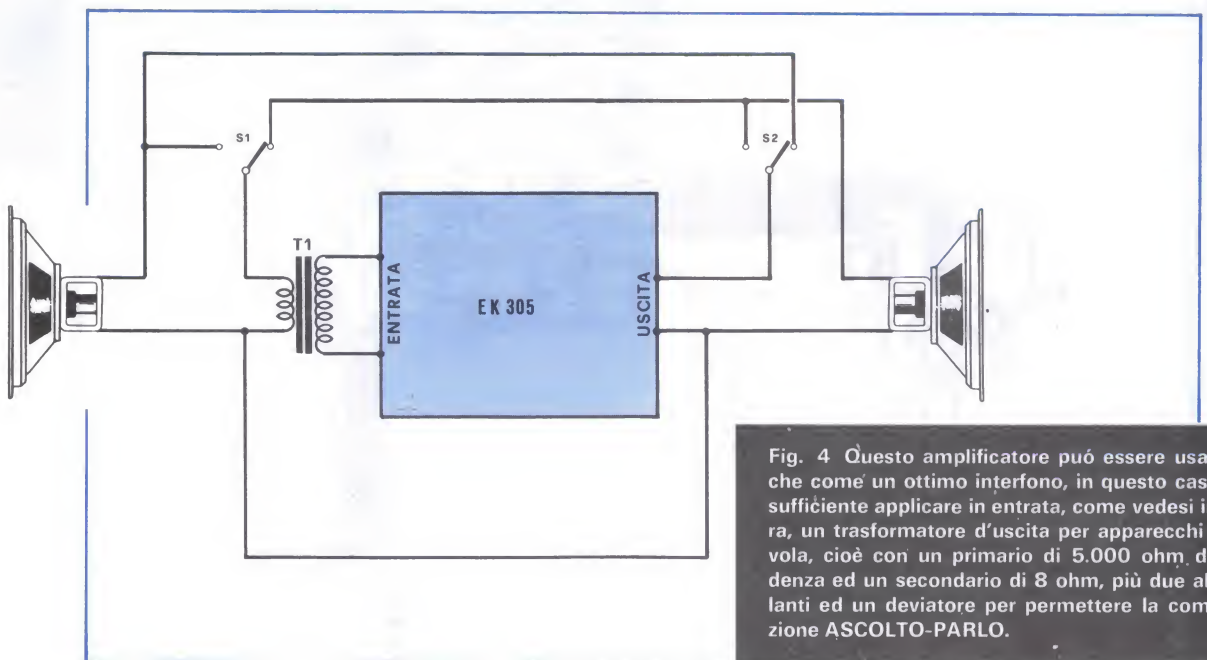 S1
S2
T1
ENTRATA
EK 305
USCITA
Fig. 4 Questo amplificatore puó essere usa
che come un ottimo interfono, in questo cas
sufficiente applicare in entrata, come vedesi i
ra, un trasformatore d'uscita per apparecchi
vola, cioè con un primario di 5.000 ohm d
denza ed un secondario di 8 ohm, più due al
lanti ed un deviatore per permettere la com
zione ASCOLTO-PARLO.